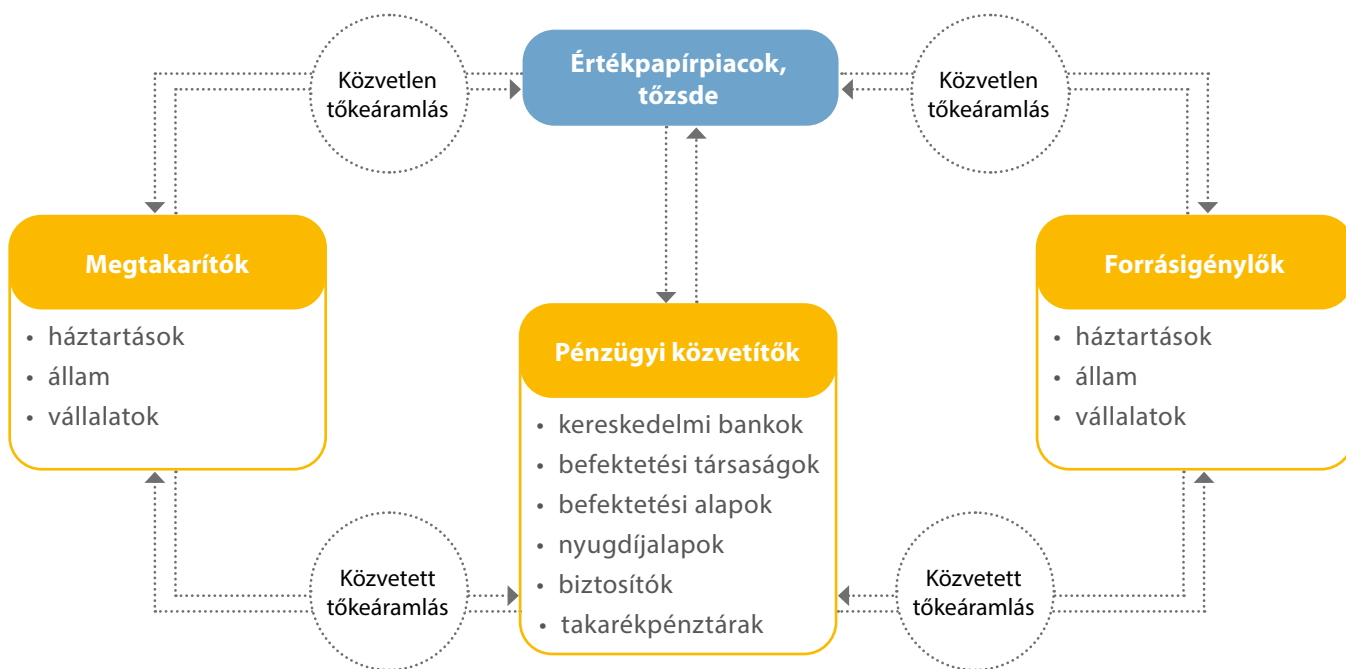 Közvetlen
tőkeáramlás
Értékpapírpiacok,
tőzsde
Közvetlen
tőkeáramlás
Megtakarítók
• háztartások
• állam
• vállalatok
Pénzügyi közvetítők
• kereskedelmi bankok
• befektetési társaságok
• befektetési alapok
• nyugdíjalapok
• biztosítók
• takarékpénztárak
Forrásigénylők
• háztartások
• állam
• vállalatok
Közvetett
tőkeáramlás
Közvetett
tőkeáramlás